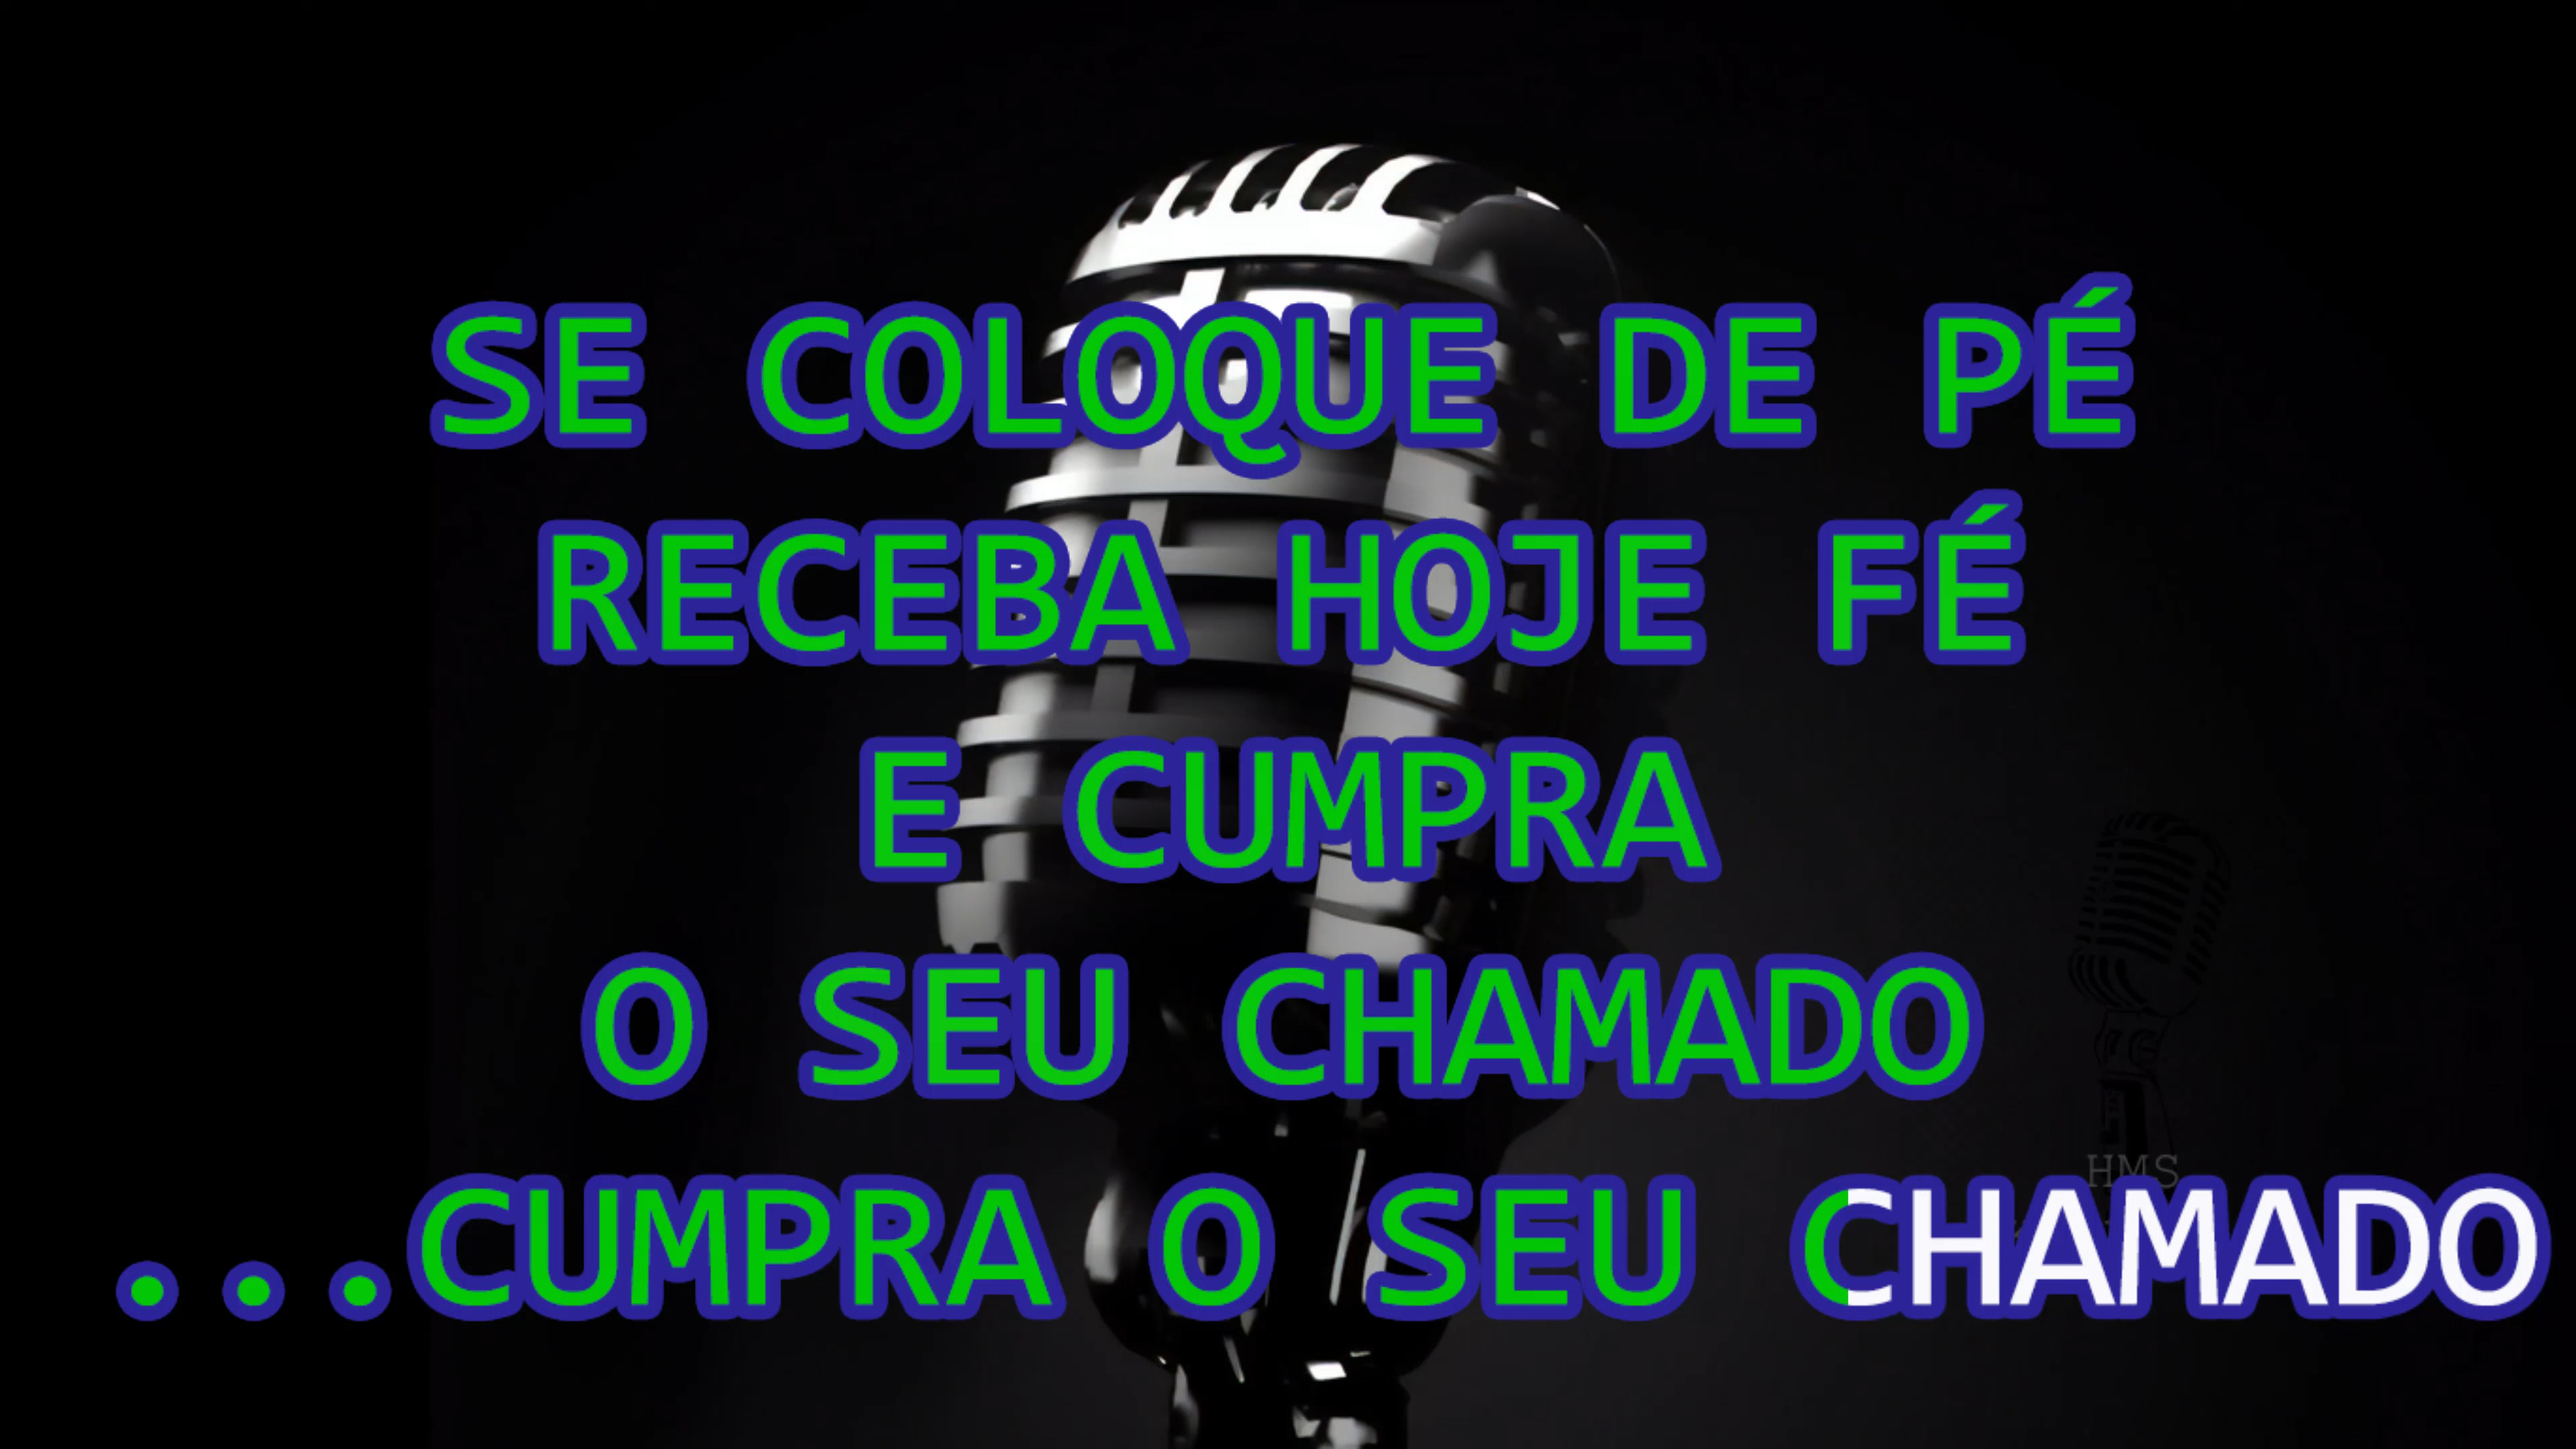 SE COLOQUE DE PÉ
RECEBA HOJE FÉ
E CUMPRA
O SEU CHAMADO
HMS
...CUMPRA O SEU CHAMADO